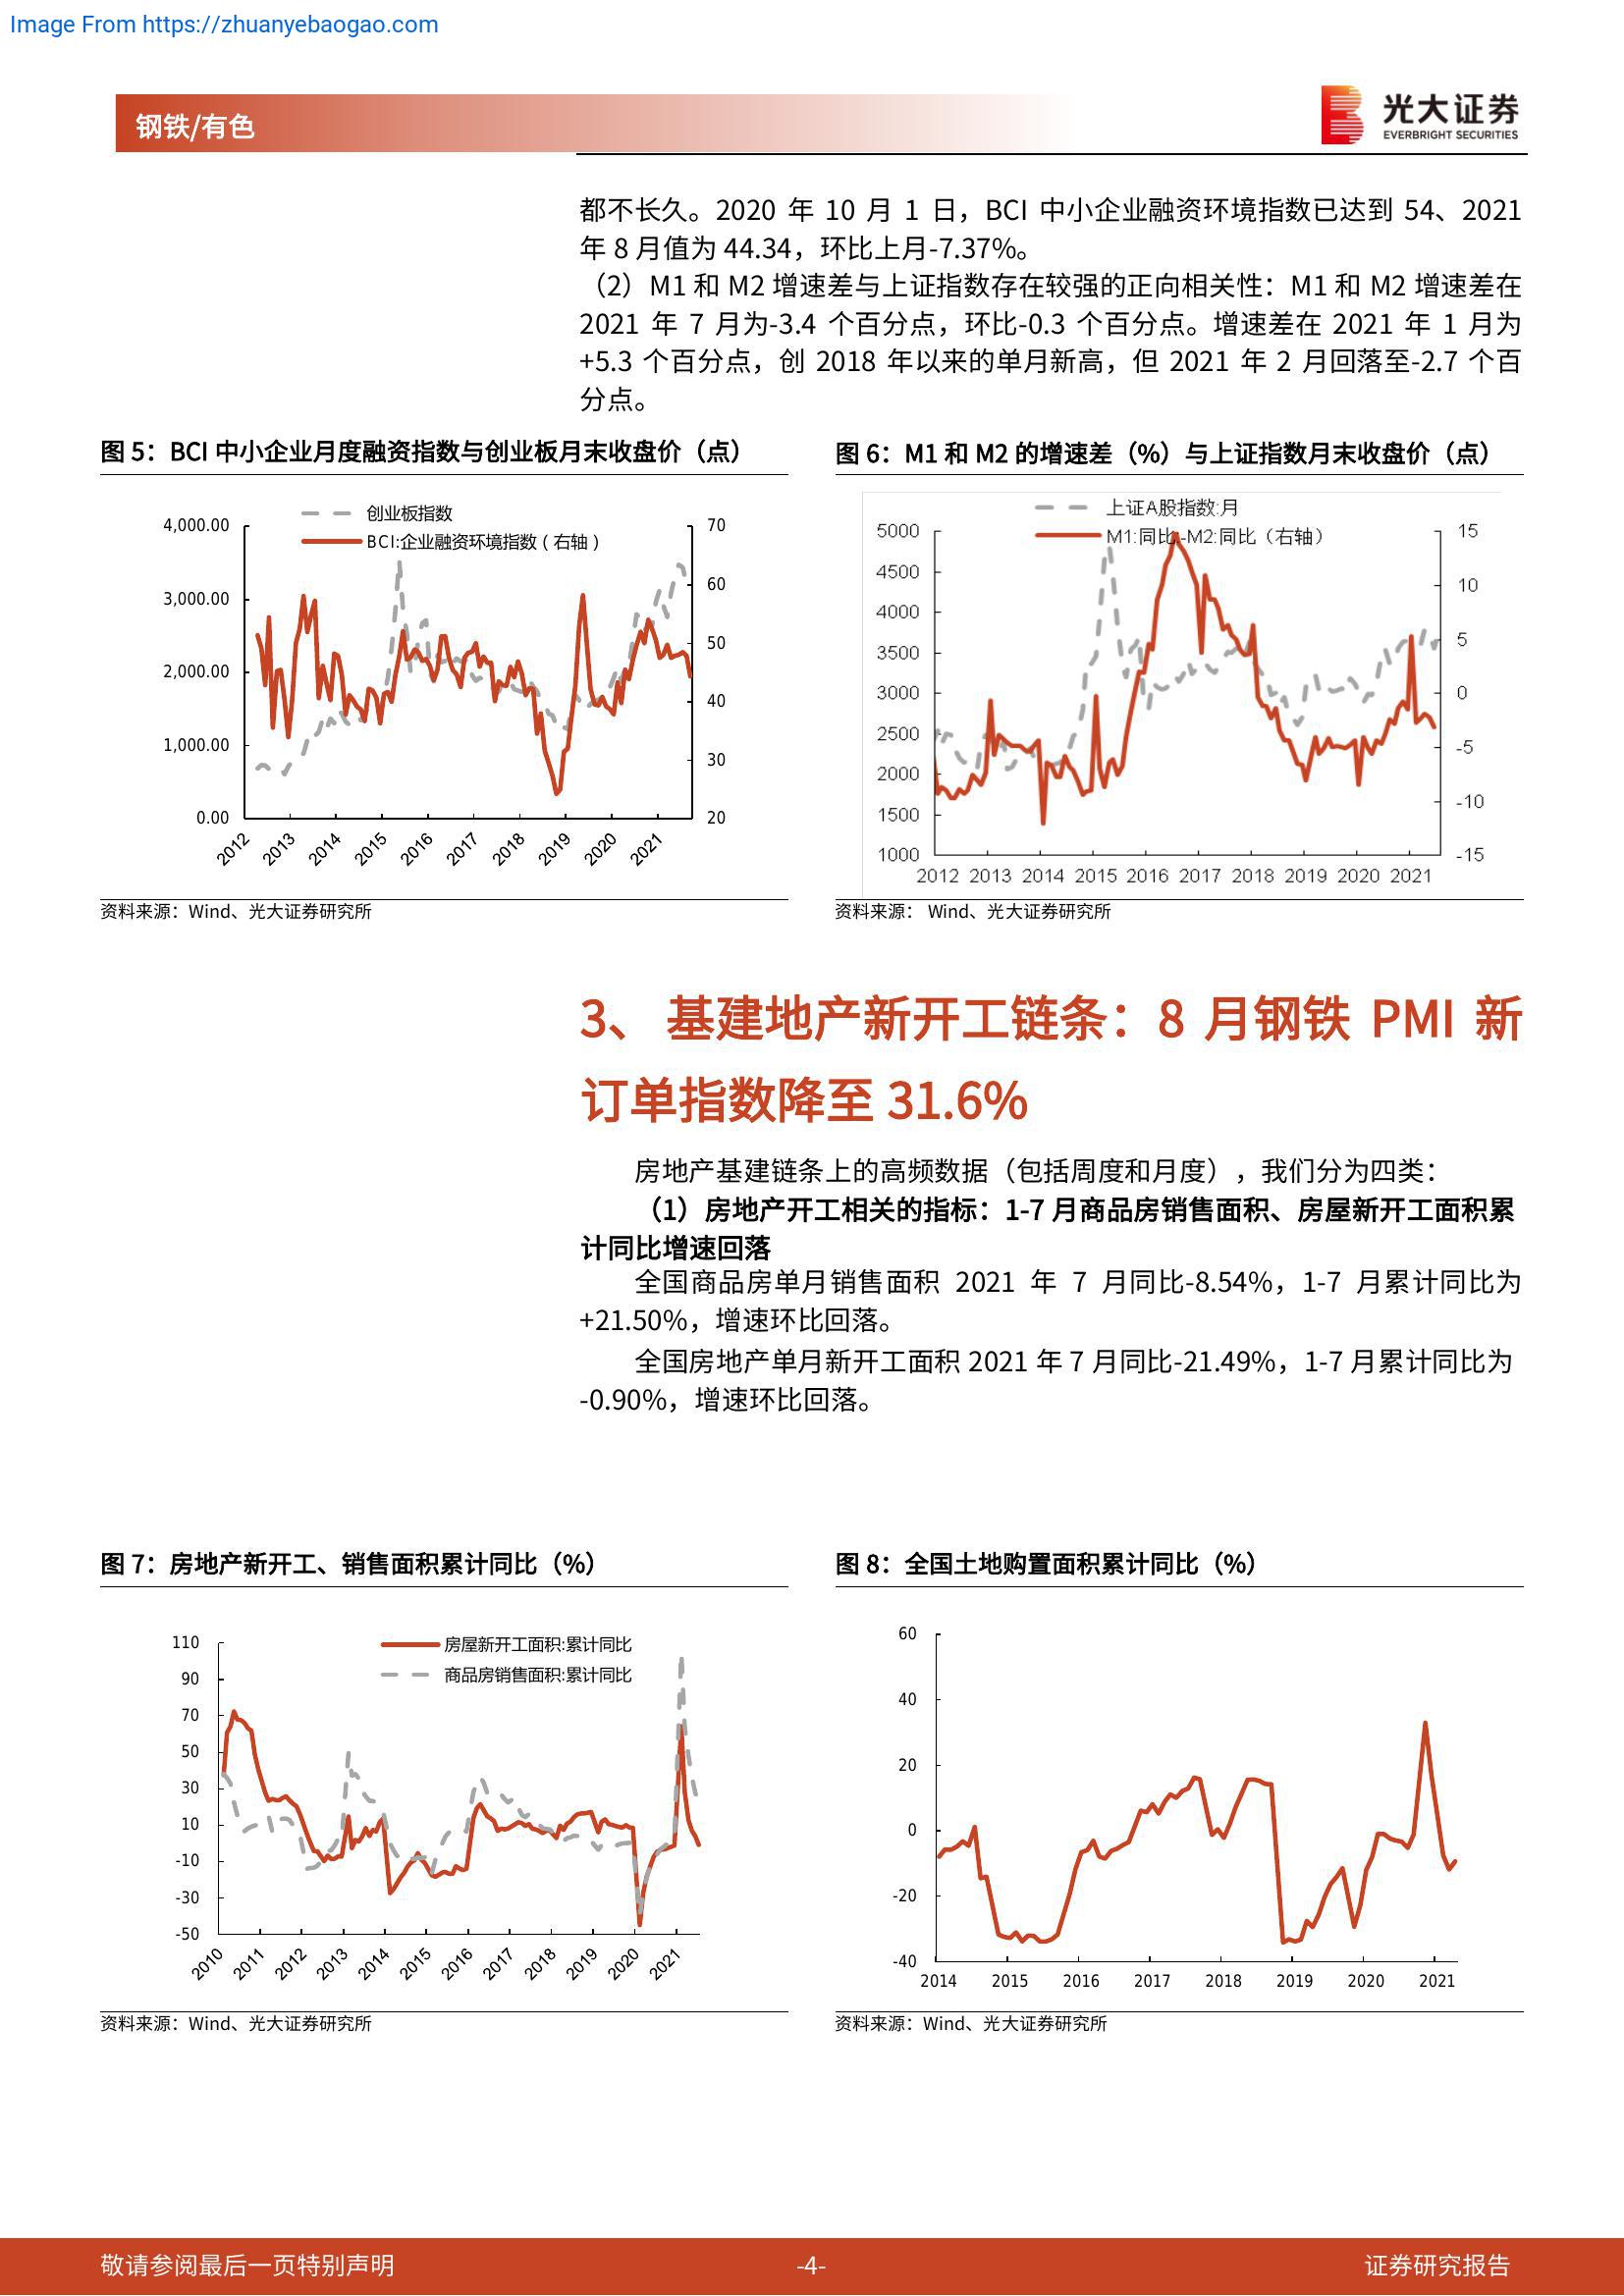 Image From https://zhuanyebaogao.com
钢铁/有色
光大证券
EVERBRIGHT SECURITIES
都不长久。2020 年 10 月 1 日，BCI 中小企业融资环境指数已达到 54、2021
年 8 月值为 44.34，环比上月-7.37%。
（2）M1 和 M2 增速差与上证指数存在较强的正向相关性：M1 和 M2 增速差在
2021 年 7 月为-3.4 个百分点，环比-0.3 个百分点。增速差在 2021 年 1 月为
+5.3 个百分点，创 2018 年以来的单月新高，但 2021 年 2 月回落至-2.7 个百
分点。
图 5：BCI 中小企业月度融资指数与创业板月末收盘价（点）
创业板指数
BCI:企业融资环境指数（右轴）
4,000.00
3,000.00
2,000.00
1,000.00
0.00
70
60
50
40
30
20
2012 2013 2014 2015 2016 2017 2018 2019 2020 2021
资料来源：Wind、光大证券研究所
图 6：M1 和 M2 的增速差（%）与上证指数月末收盘价（点）
上证A股指数:月
M1:同比-M2:同比（右轴）
5000
4500
4000
3500
3000
2500
2000
1500
1000
15
10
5
0
-5
-10
-15
2012 2013 2014 2015 2016 2017 2018 2019 2020 2021
资料来源： Wind、光大证券研究所
3、 基建地产新开工链条：8 月钢铁 PMI 新
订单指数降至 31.6%
房地产基建链条上的高频数据（包括周度和月度），我们分为四类：
（1）房地产开工相关的指标：1-7 月商品房销售面积、房屋新开工面积累
计同比增速回落
全国商品房单月销售面积 2021 年 7 月同比-8.54%，1-7 月累计同比为
+21.50%，增速环比回落。
全国房地产单月新开工面积 2021 年 7 月同比-21.49%，1-7 月累计同比为
-0.90%，增速环比回落。
图 7：房地产新开工、销售面积累计同比（%）
房屋新开工面积:累计同比
商品房销售面积:累计同比
110
90
70
50
30
10
-10
-30
-50
2010 2011 2012 2013 2014 2015 2016 2017 2018 2019 2020 2021
资料来源：Wind、光大证券研究所
图 8：全国土地购置面积累计同比（%）
60
40
20
0
-20
-40
2014 2015 2016 2017 2018 2019 2020 2021
资料来源：Wind、光大证券研究所
敬请参阅最后一页特别声明
-4-
证券研究报告